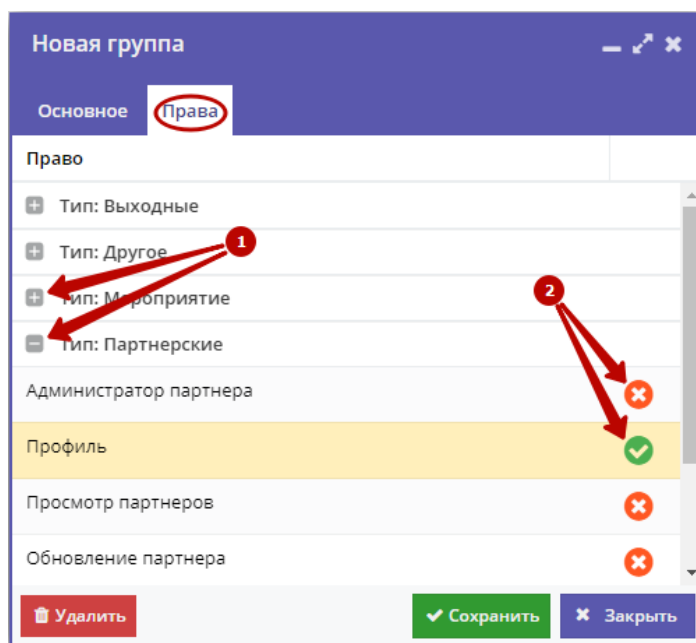 Новая группа
Основное Права
Право
Тип: Выходные
Тип: Другое
1
Тип: Мероприятие
2
Тип: Партнерские
Администратор партнера
Профиль
Просмотр партнеров
Обновление партнера
Удалить Сохранить Закрыть